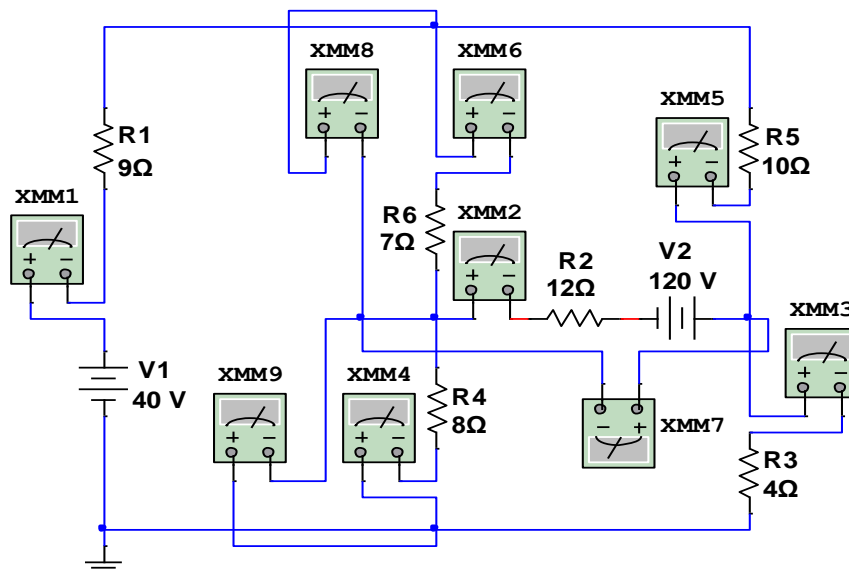 XMM8
XMM6
XMM5
R1
9Ω
R5
10Ω
XMM1
R6
7Ω
XMM2
R2
12Ω
V2
120 V
XMM3
V1
40 V
XMM9
XMM4
R4
8Ω
XMM7
R3
4Ω
+ −
+ −
+ −
+ −
+ −
+ −
+ −
+ −
− +